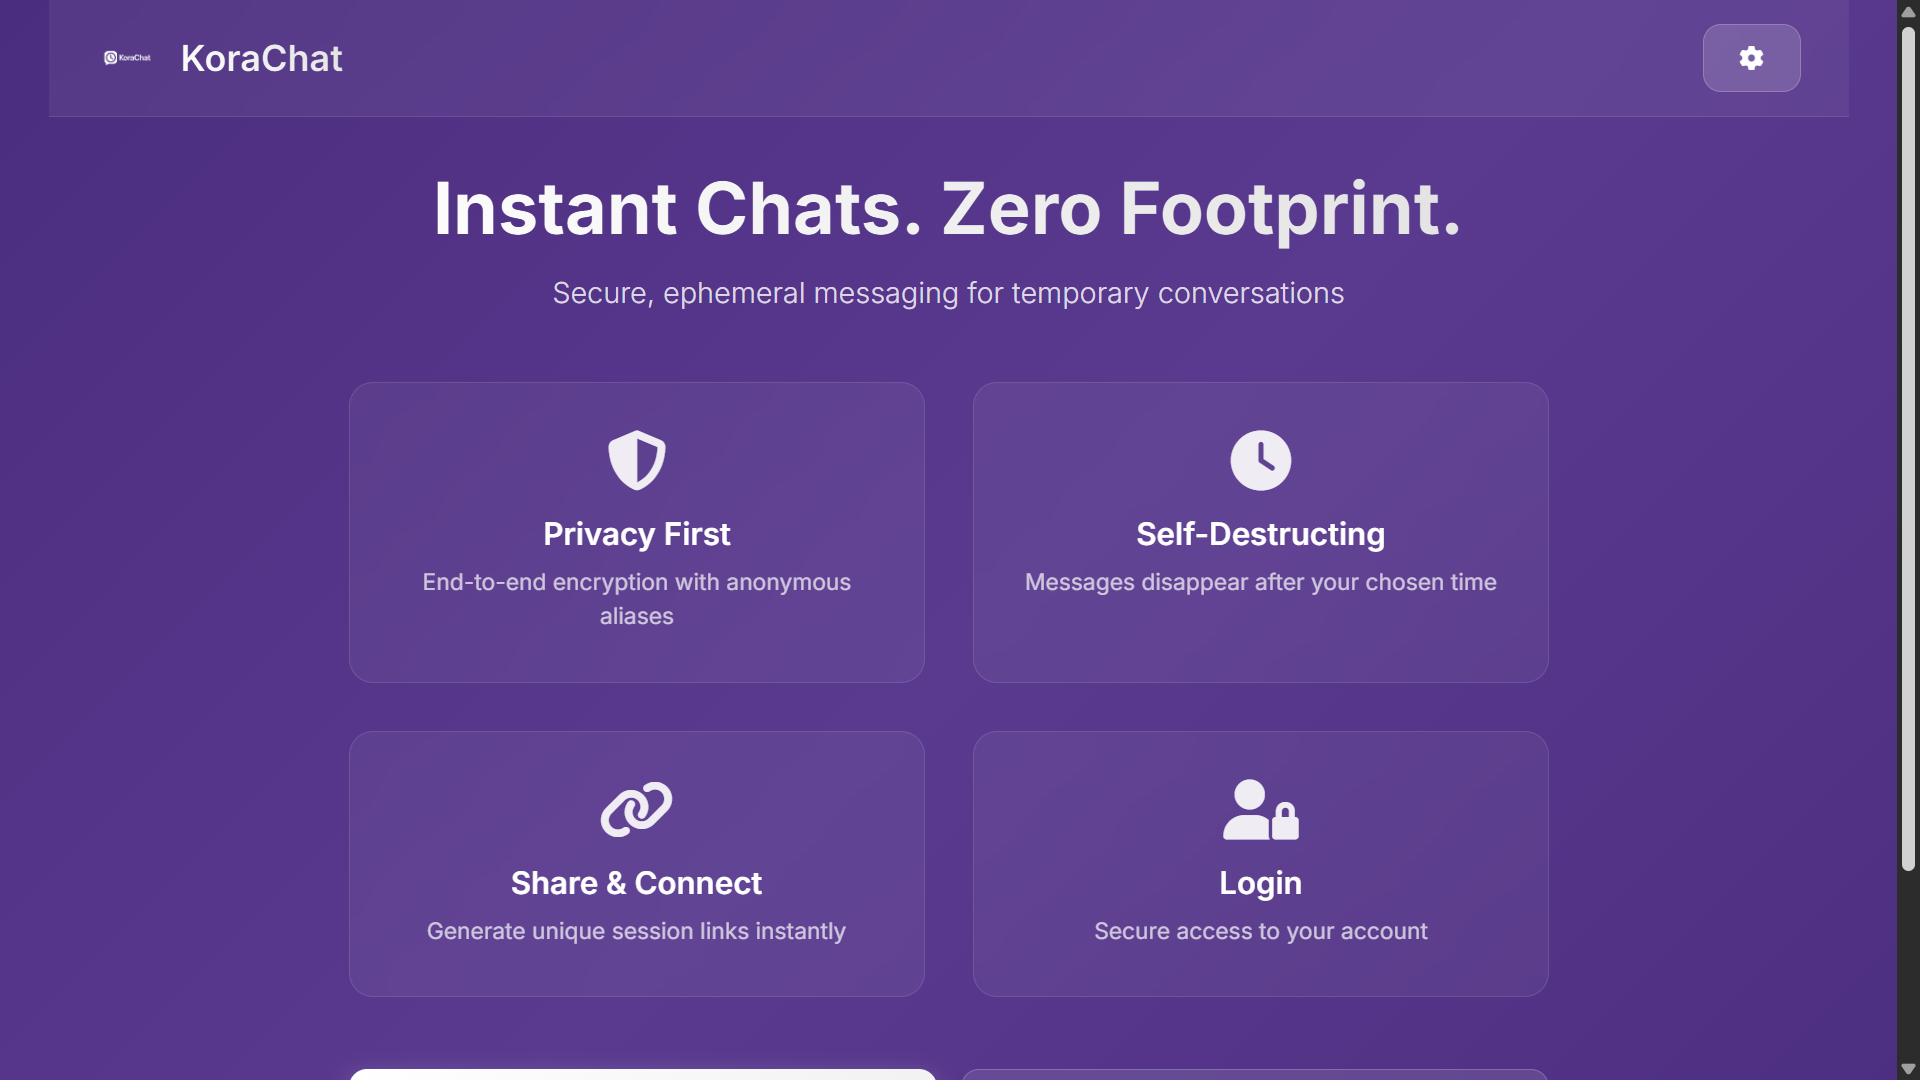 KoraChat
KoraChat
Instant Chats. Zero Footprint.
Secure, ephemeral messaging for temporary conversations
Privacy First
End-to-end encryption with anonymous
aliases
Self-Destructing
Messages disappear after your chosen time
Share & Connect
Generate unique session links instantly
Login
Secure access to your account